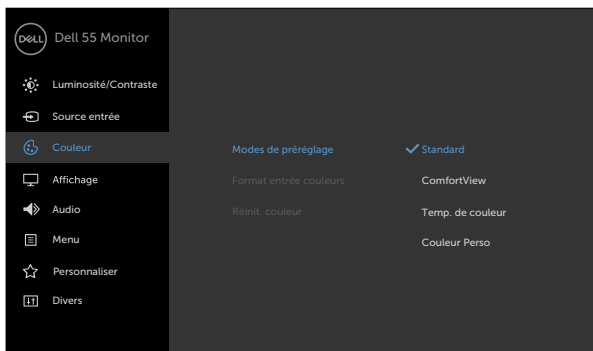 DELL Dell 55 Monitor
Luminosité/Contraste
Source entrée
Couleur
Modes de préréglage
Standard
Format entrée couleurs
ComfortView
Réinit. couleur
Temp. de couleur
Couleur Perso
Affichage
Audio
Menu
Personnaliser
Divers